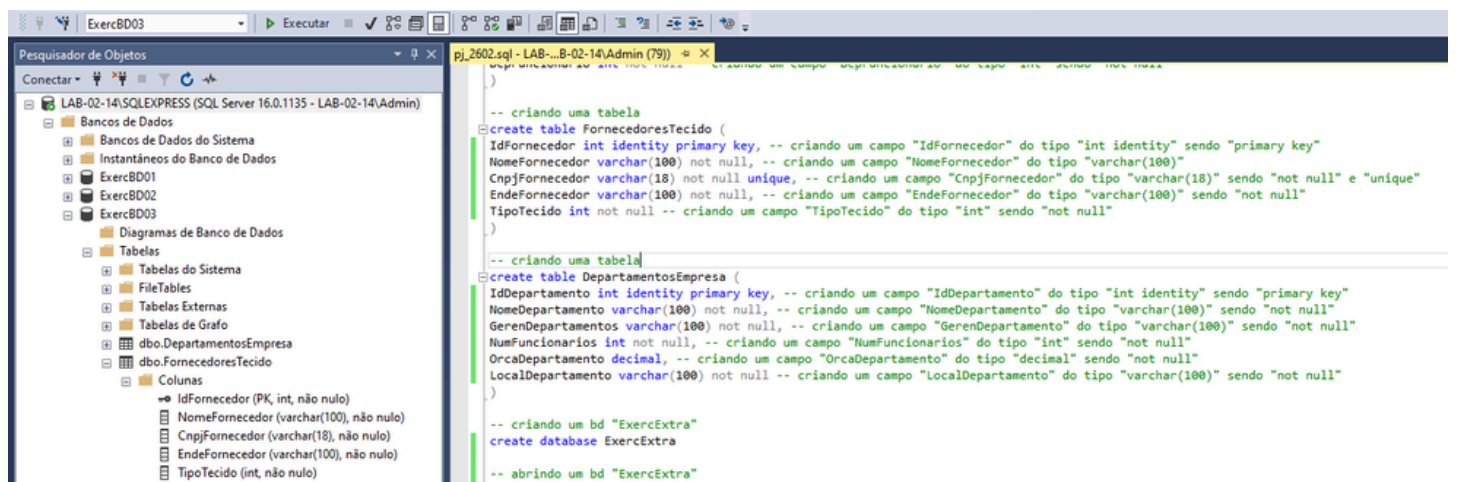 ExercBD03
Executar
Pesquisador de Objetos
Conectar
LAB-02-14\SQLEXPRESS (SQL Server 16.0.1135 - LAB-02-14\Admin)
Bancos de Dados
Bancos de Dados do Sistema
Instantâneos do Banco de Dados
ExercBD01
ExercBD02
ExercBD03
Diagramas de Banco de Dados
Tabelas
Tabelas do Sistema
FileTables
Tabelas Externas
Tabelas de Grafo
dbo.DepartamentosEmpresa
dbo.FornecedoresTecido
Colunas
IdFornecedor (PK, int, não nulo)
NomeFornecedor (varchar(100), não nulo)
CnpjFornecedor (varchar(18), não nulo)
EndeFornecedor (varchar(100), não nulo)
TipoTecido (int, não nulo)
pj_2602.sql - LAB-...B-02-14\Admin (79))
)
-- criando uma tabela
create table FornecedoresTecido (
IdFornecedor int identity primary key, -- criando um campo "IdFornecedor" do tipo "int identity" sendo "primary key"
NomeFornecedor varchar(100) not null, -- criando um campo "NomeFornecedor" do tipo "varchar(100)"
CnpjFornecedor varchar(18) not null unique, -- criando um campo "CnpjFornecedor" do tipo "varchar(18)" sendo "not null" e "unique"
EndeFornecedor varchar(100) not null, -- criando um campo "EndeFornecedor" do tipo "varchar(100)" sendo "not null"
TipoTecido int not null -- criando um campo "TipoTecido" do tipo "int" sendo "not null"
)
-- criando uma tabela
create table DepartamentosEmpresa (
IdDepartamento int identity primary key, -- criando um campo "IdDepartamento" do tipo "int identity" sendo "primary key"
NomeDepartamento varchar(100) not null, -- criando um campo "NomeDepartamento" do tipo "varchar(100)" sendo "not null"
GerenDepartamentos varchar(100) not null, -- criando um campo "GerenDepartamento" do tipo "varchar(100)" sendo "not null"
NumFuncionarios int not null, -- criando um campo "NumFuncionarios" do tipo "int" sendo "not null"
OrcaDepartamento decimal, -- criando um campo "OrcaDepartamento" do tipo "decimal" sendo "not null"
LocalDepartamento varchar(100) not null -- criando um campo "LocalDepartamento" do tipo "varchar(100)" sendo "not null"
)
-- criando um bd "ExercExtra"
create database ExercExtra
-- abrindo um bd "ExercExtra"